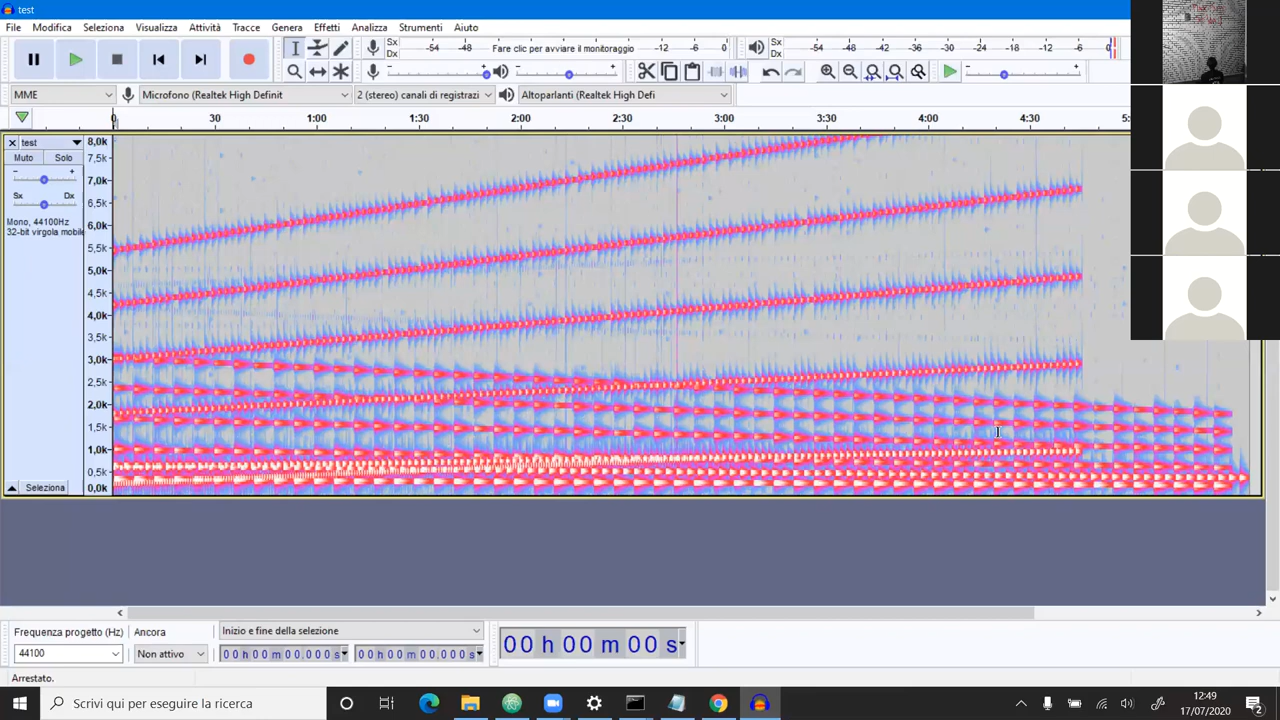 test
File Modifica Seleziona Visualizza Attività Tracce Genera Effetti Analizza Strumenti Aiuto
Sx Dx -54 -48 Fare clic per avviare il monitoraggio -12 -6 0 Sx Dx -54 -48 -42 -36 -30 -24 -18 -12 -6 0
MME Microfono (Realtek High Definit 2 (stereo) canali di registrazi Altoparlanti (Realtek High Defi
0 30 1:00 1:30 2:00 2:30 3:00 3:30 4:00 4:30 5:
test
Muto Solo
- +
Sx Dx
Mono, 44100Hz
32-bit virgola mobile
8,0k
7,5k
7,0k
6,5k
6,0k
5,5k
5,0k
4,5k
4,0k
3,5k
3,0k
2,5k
2,0k
1,5k
1,0k
0,5k
0,0k
Seleziona
Frequenza progetto (Hz) Ancora Inizio e fine della selezione
44100 Non attivo 00 h 00 m 00,000 s 00 h 00 m 00,000 s
00 h 00 m 00 s
Arrestato.
Scrivi qui per eseguire la ricerca
12:49
17/07/2020
2